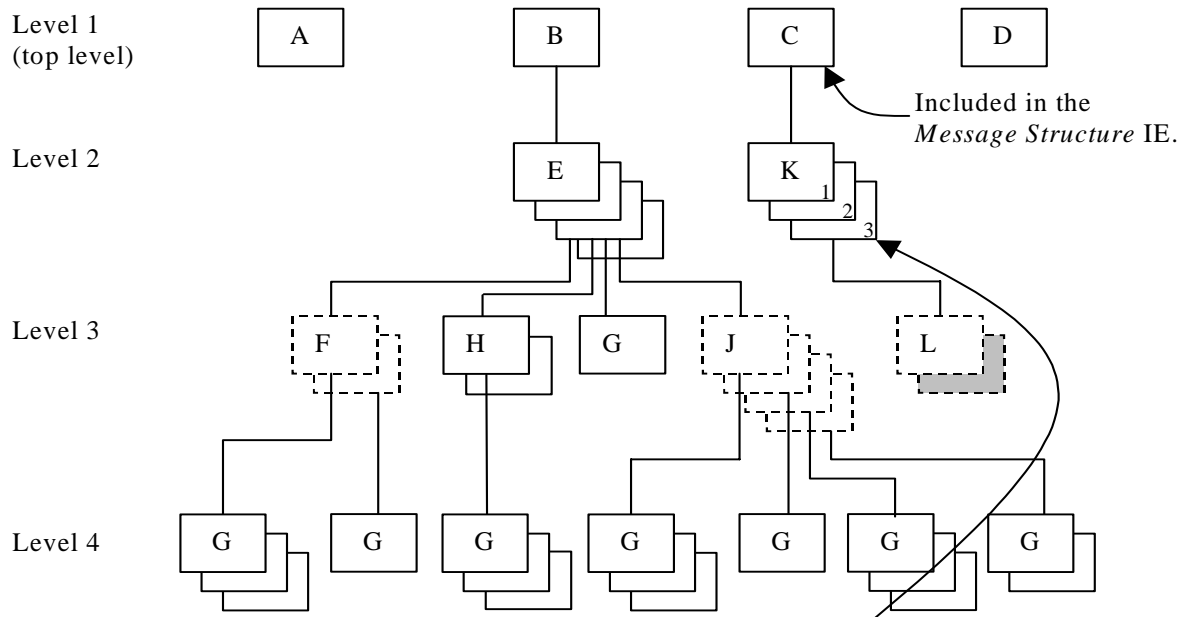 Level 1
(top level)
A
B
C
D
Included in the
Message Structure IE.
Level 2
E
K
1
2
3
Level 3
F
H
G
J
L
Level 4
G
G
G
G
G
G
G